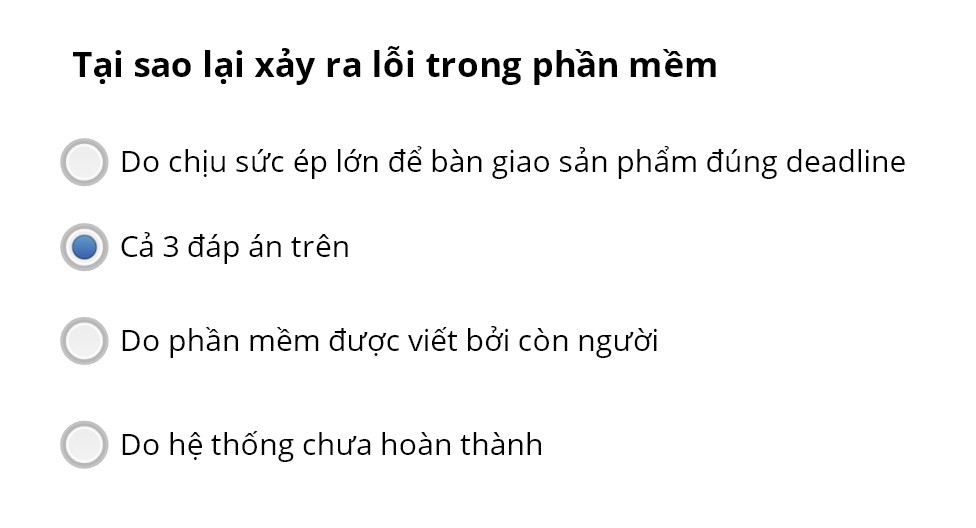 Tại sao lại xảy ra lỗi trong phần mềm
Do chịu sức ép lớn để bàn giao sản phẩm đúng deadline
Cả 3 đáp án trên
Do phần mềm được viết bởi còn người
Do hệ thống chưa hoàn thành